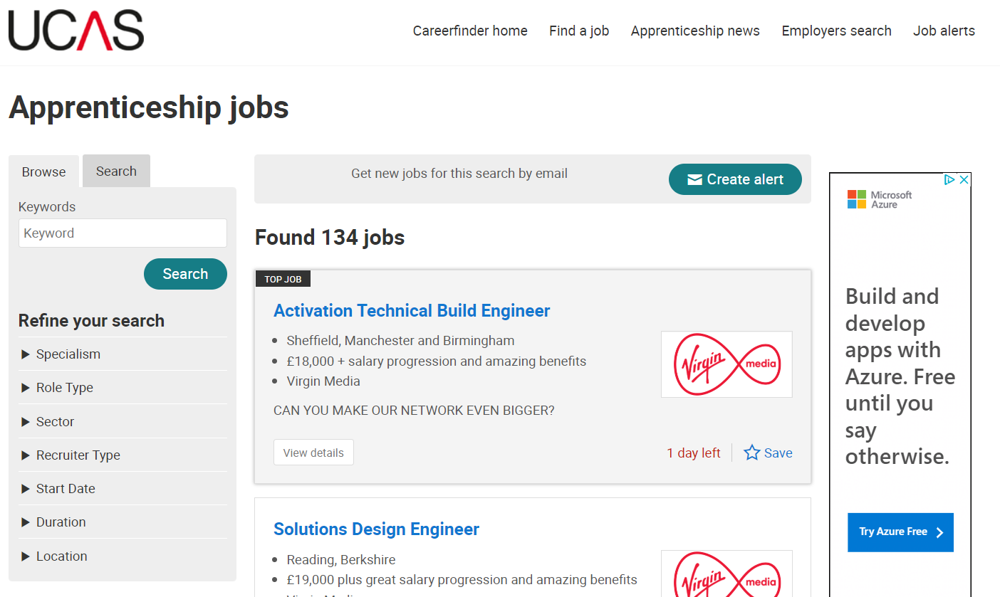 UCAS
Careerfinder home
Find a job
Apprenticeship news
Employers search
Job alerts
Apprenticeship jobs
Browse
Search
Keywords
Keyword
Search
Refine your search
Specialism
Role Type
Sector
Recruiter Type
Start Date
Duration
Location
Get new jobs for this search by email
Create alert
Found 134 jobs
TOP JOB
Activation Technical Build Engineer
Sheffield, Manchester and Birmingham
£18,000 + salary progression and amazing benefits
Virgin Media
CAN YOU MAKE OUR NETWORK EVEN BIGGER?
Virgin media
View details
1 day left
Save
Solutions Design Engineer
Reading, Berkshire
£19,000 plus great salary progression and amazing benefits
Virgin media
Microsoft
Azure
Build and
develop
apps with
Azure. Free
until you
say
otherwise.
Try Azure Free